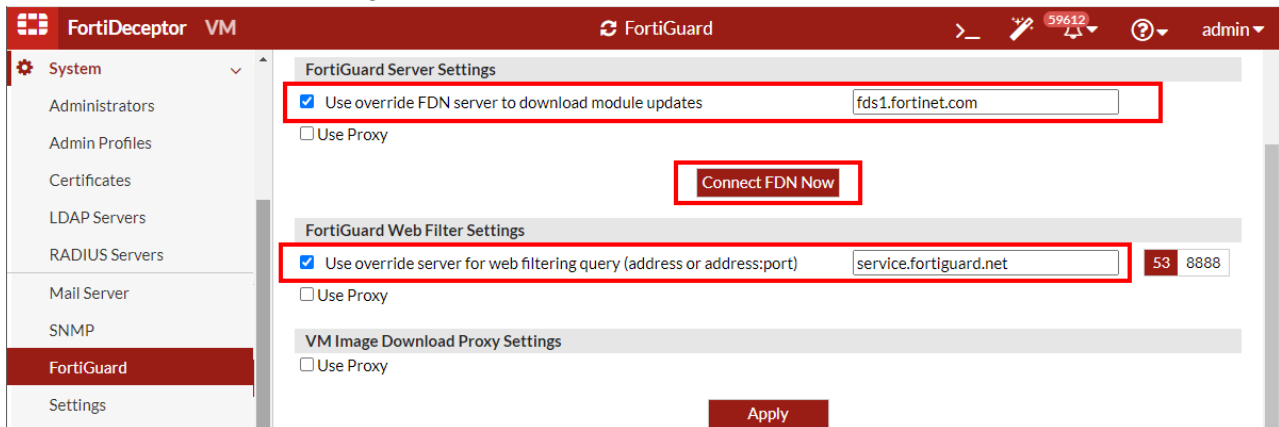 FortiDeceptor VM
FortiGuard
>_
59612
admin
System
Administrators
Admin Profiles
Certificates
LDAP Servers
RADIUS Servers
Mail Server
SNMP
FortiGuard
Settings
FortiGuard Server Settings
Use override FDN server to download module updates fds1.fortinet.com
Use Proxy
Connect FDN Now
FortiGuard Web Filter Settings
Use override server for web filtering query (address or address:port) service.fortiguard.net 53 8888
Use Proxy
VM Image Download Proxy Settings
Use Proxy
Apply